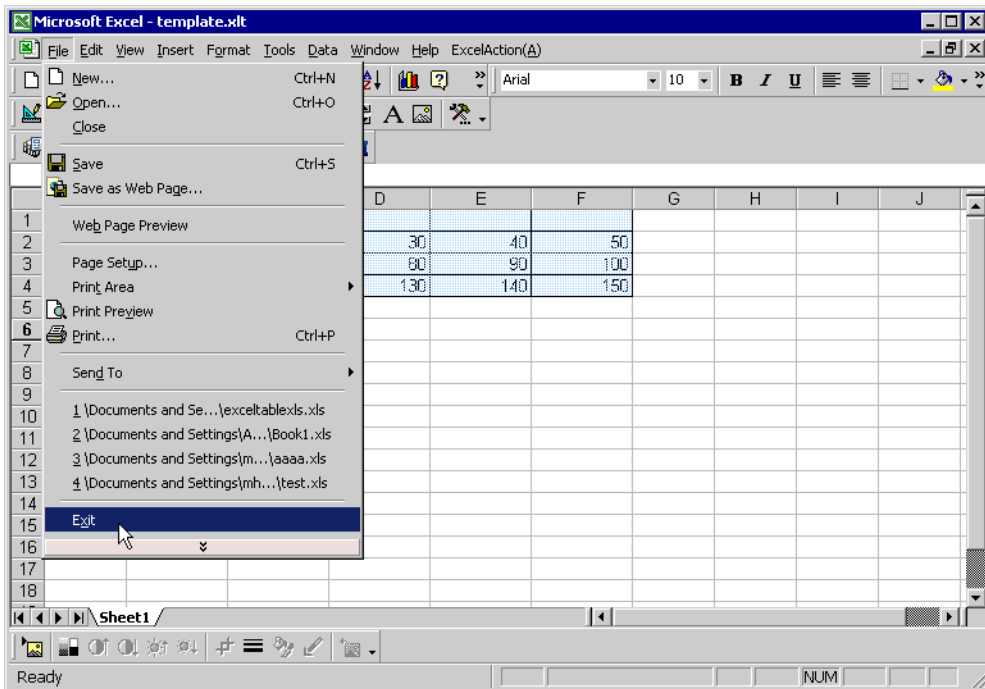 Microsoft Excel - template.xlt
File Edit View Insert Format Tools Data Window Help ExcelAction(A)
New... Ctrl+N
Open... Ctrl+O
Close
Save Ctrl+S
Save as Web Page...
Web Page Preview
Page Setup...
Print Area
Print Preview
Print... Ctrl+P
Send To
1 \Documents and Se...\exceltablexls.xls
2 \Documents and Settings\A...\Book1.xls
3 \Documents and Settings\m...\aaaa.xls
4 \Documents and Settings\mh...\test.xls
Exit
Arial 10 B I U
A
D E F G H I J
1
2 30 40 50
3 80 90 100
4 130 140 150
5
6
7
8
9
10
11
12
13
14
15
16
17
18
Sheet1
Ready NUM